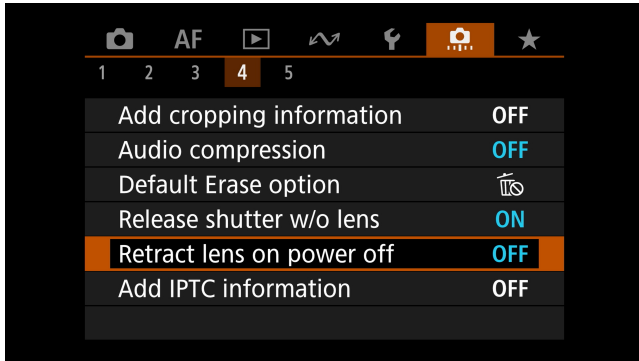 AF
1 2 3 4 5
Add cropping information OFF
Audio compression OFF
Default Erase option
Release shutter w/o lens ON
Retract lens on power off OFF
Add IPTC information OFF